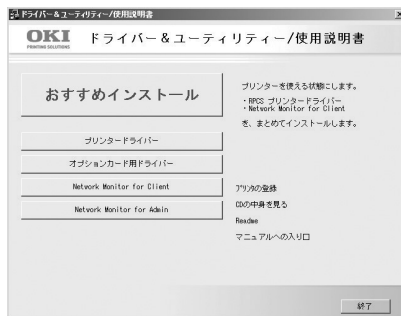 ドライバー＆ユーティリティー/使用説明書
OKI
PRINTING SOLUTIONS
ドライバー＆ユーティリティー/使用説明書
おすすめインストール
プリンターを使える状態にします。
・RPCS プリンタードライバー
・Network Monitor for Client
を、まとめてインストールします。
プリンタードライバー
オプションカード用ドライバー
Network Monitor for Client
Network Monitor for Admin
プリンタの登録
CDの中身を見る
Readme
マニュアルへの入り口
終了